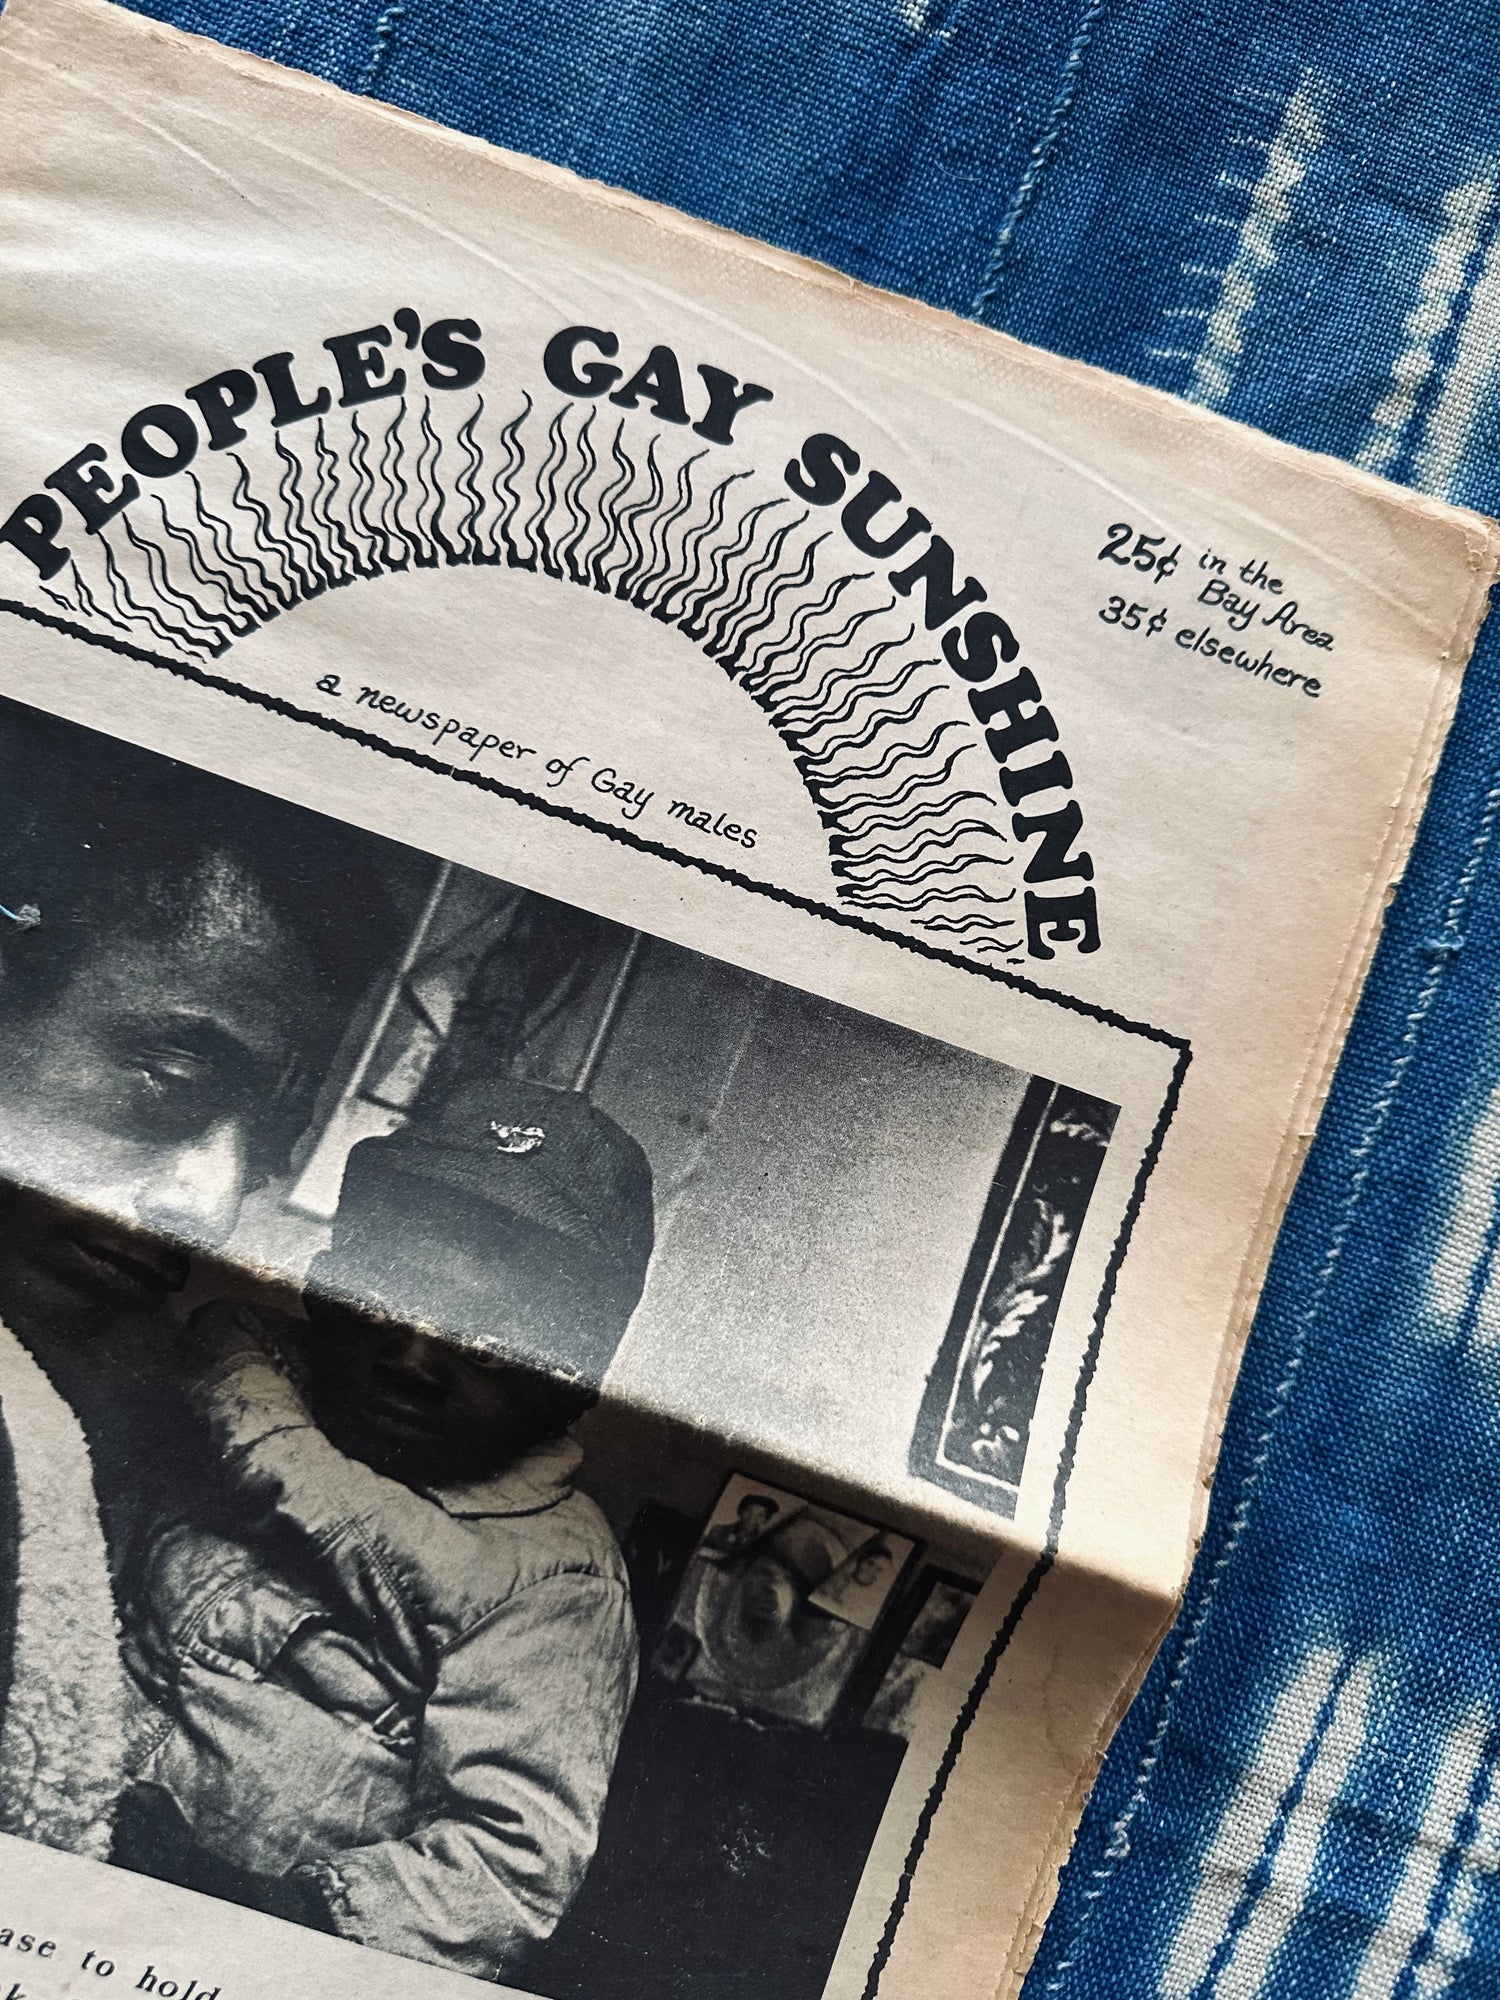 PEOPLE'S GAY SUNSHINE
25¢ in the
Bay Area
35¢ elsewhere
a newspaper of Gay males
to hold